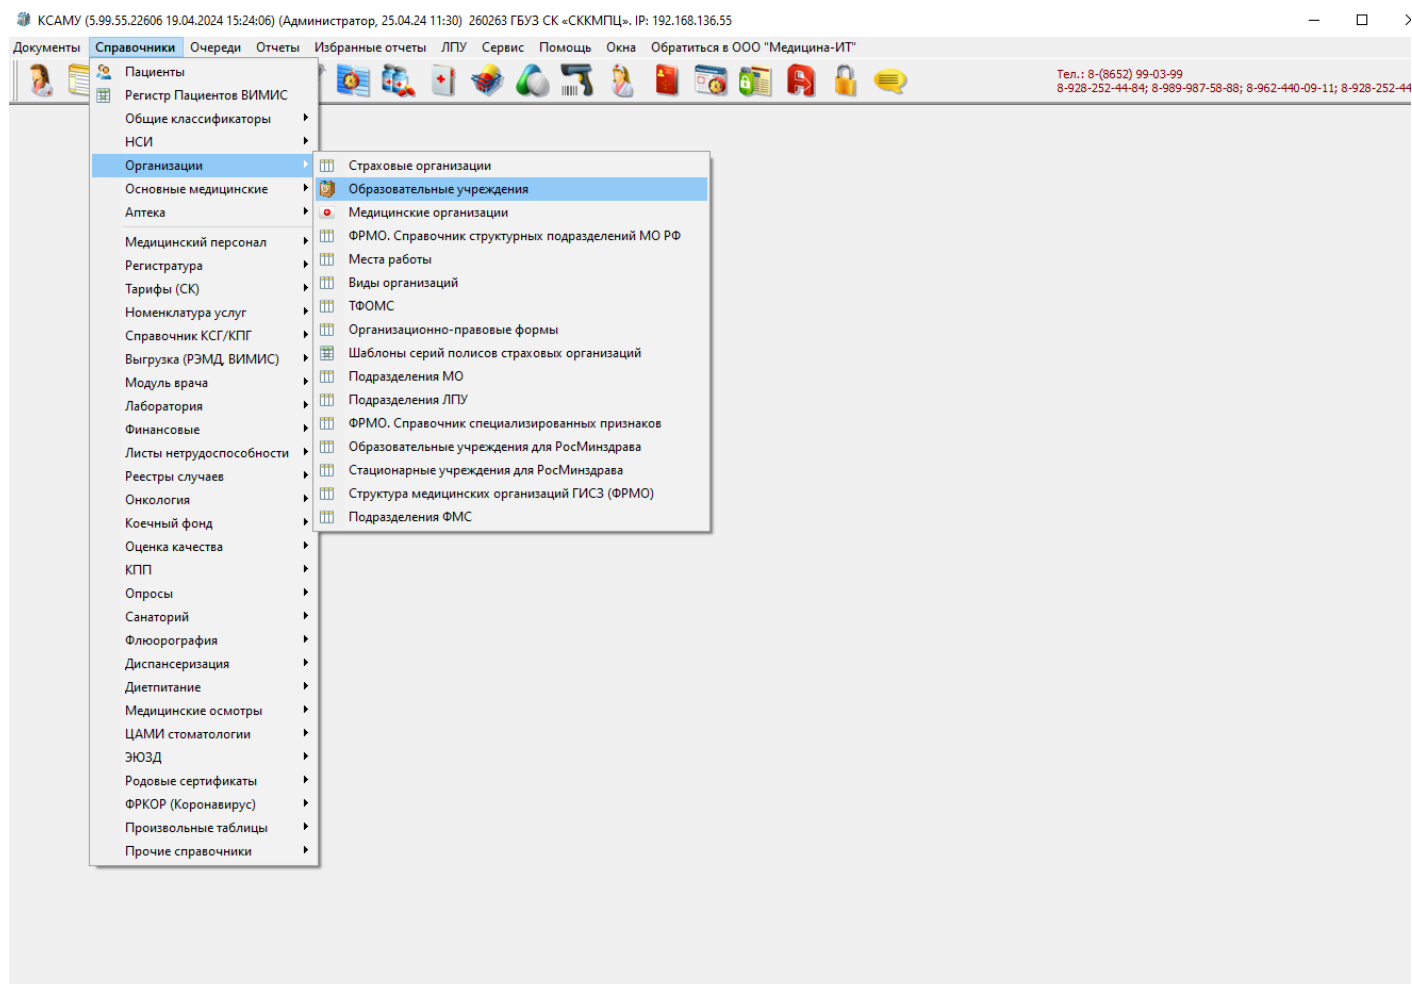 КСАМУ (5.99.55.22606 19.04.2024 15:24:06) (Администратор, 25.04.24 11:30) 260263 ГБУЗ СК «СККМПЦ». IP: 192.168.136.55
Документы Справочники Очереди Отчеты Избранные отчеты ЛПУ Сервис Помощь Окна Обратиться в ООО "Медицина-ИТ"
Тел.: 8-(8652) 99-03-99
8-928-252-44-84; 8-989-987-58-88; 8-962-440-09-11; 8-928-252-44
Пациенты
Регистр Пациентов ВИМИС
Общие классификаторы
НСИ
Организации
Основные медицинские
Аптека
Медицинский персонал
Регистратура
Тарифы (СК)
Номенклатура услуг
Справочник КСГ/КПГ
Выгрузка (РЭМД, ВИМИС)
Модуль врача
Лаборатория
Финансовые
Листы нетрудоспособности
Реестры случаев
Онкология
Коечный фонд
Оценка качества
КПП
Опросы
Санаторий
Флюорография
Диспансеризация
Диетпитание
Медицинские осмотры
ЦАМИ стоматологии
ЭЮЗД
Родовые сертификаты
ФРКОР (Коронавирус)
Произвольные таблицы
Прочие справочники
Страховые организации
Образовательные учреждения
Медицинские организации
ФРМО. Справочник структурных подразделений МО РФ
Места работы
Виды организаций
ТФОМС
Организационно-правовые формы
Шаблоны серий полисов страховых организаций
Подразделения МО
Подразделения ЛПУ
ФРМО. Справочник специализированных признаков
Образовательные учреждения для РосМинздрава
Стационарные учреждения для РосМинздрава
Структура медицинских организаций ГИСЗ (ФРМО)
Подразделения ФМС